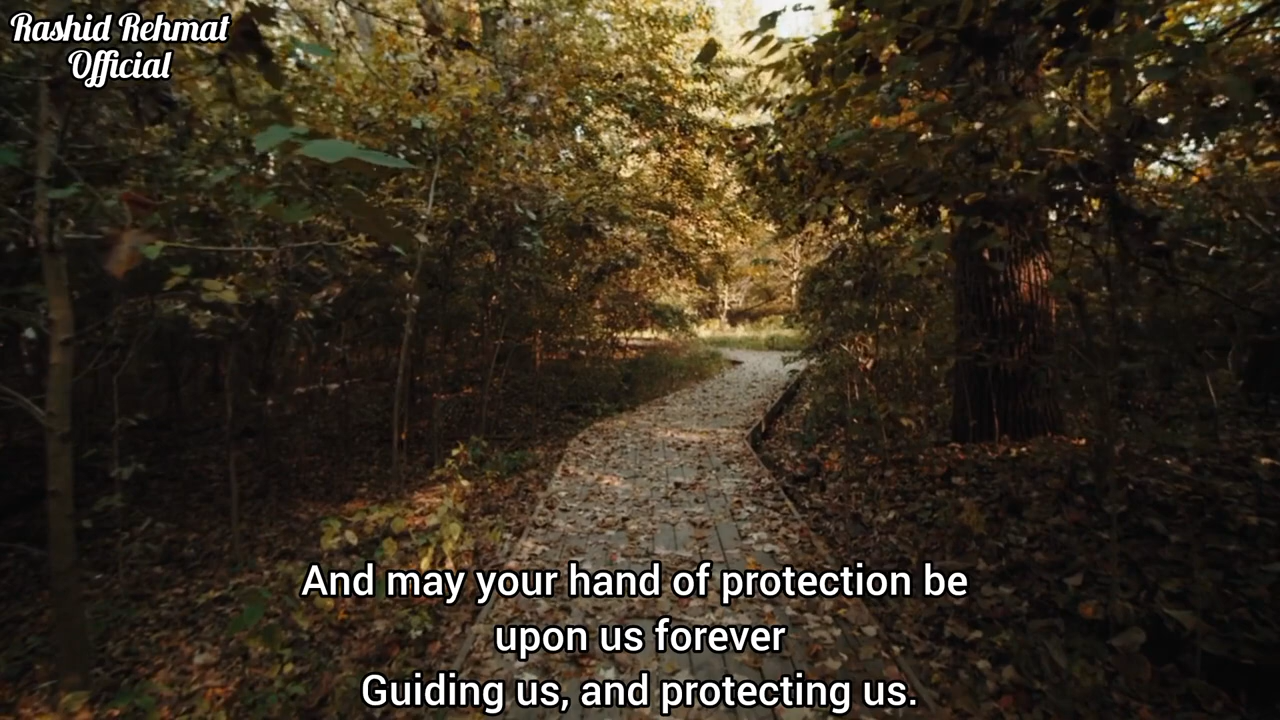 Rashid Rehmat
Official
And may your hand of protection be
upon us forever
Guiding us, and protecting us.